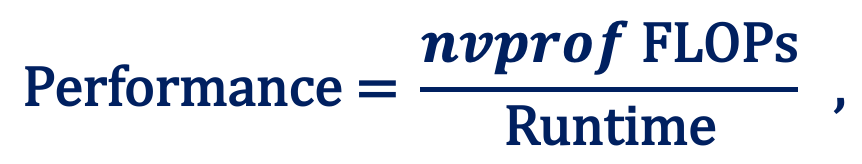 nvprof FLOPs
Performance = ,
Runtime